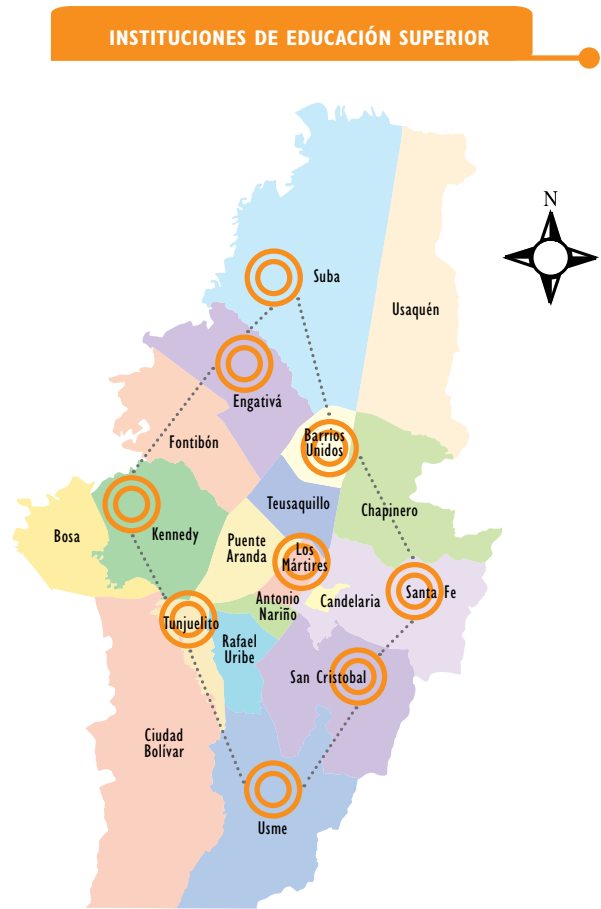 INSTITUCIONES DE EDUCACIÓN SUPERIOR
N
Suba
Usaquén
Engativá
Barrios
Unidos
Fontibón
Teusaquillo
Chapinero
Bosa
Kennedy
Puente
Aranda
Los
Mártires
Santa Fe
Antonio
Nariño
Candelaria
Tunjuelito
Rafael
Uribe
San Cristobal
Ciudad
Bolívar
Usme